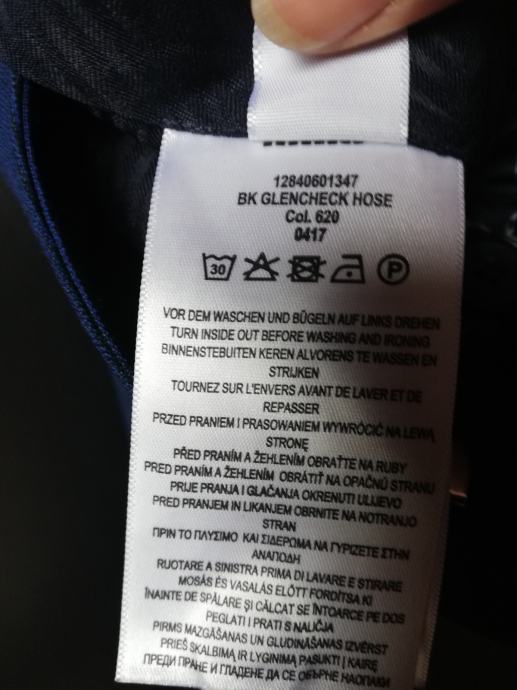 12840601347
BK GLENCHECK HOSE
Col. 620
0417
30
P
VOR DEM WASCHEN UND BÜGELN AUF LINKS DREHEN
TURN INSIDE OUT BEFORE WASHING AND IRONING
BINNENSTEBUITEN KEREN ALVORENS TE WASSEN EN
STRIJKEN
TOURNEZ SUR L'ENVERS AVANT DE LAVER ET DE
REPASSER
PRZED PRANIEM I PRASOWANIEM WYWRÓCIĆ NA LEWĄ
STRONĘ
PŘED PRANÍM A ŽEHLENÍM OBRAŤTE NA RUBY
PRED PRANÍM A ŽEHLENÍM OBRÁTIŤ NA OPAČNÚ STRANU
PRIJE PRANJA I GLAČANJA OKRENUTI ULIJEVO
PRED PRANJEM IN LIKANJEM OBRNITE NA NOTRANJO
STRAN
ΠΡΙΝ ΤΟ ΠΛΥΣΙΜΟ ΚΑΙ ΣΙΔΕΡΩΜΑ ΝΑ ΓΥΡΙΖΕΤΕ ΣΤΗΝ
ΑΝΑΠΟΔΗ
RUOTARE A SINISTRA PRIMA DI LAVARE E STIRARE
MOSÁS ÉS VASALÁS ELŐTT FORDÍTSA KI
ÎNAINTE DE SPĂLARE ŞI CĂLCAT SE ÎNTOARCE PE DOS
PEGLATI I PRATI S NALIČJA
PIRMS MAZGĀŠANAS UN GLUDINĀŠANAS IZVĒRST
PRIEŠ SKALBIMĄ IR LYGINIMĄ PASUKTI Į KAIRĘ
ПРЕДИ ПРАНЕ И ГЛАДЕНЕ ДА СЕ ОБЪРНЕ НАОПАКИ